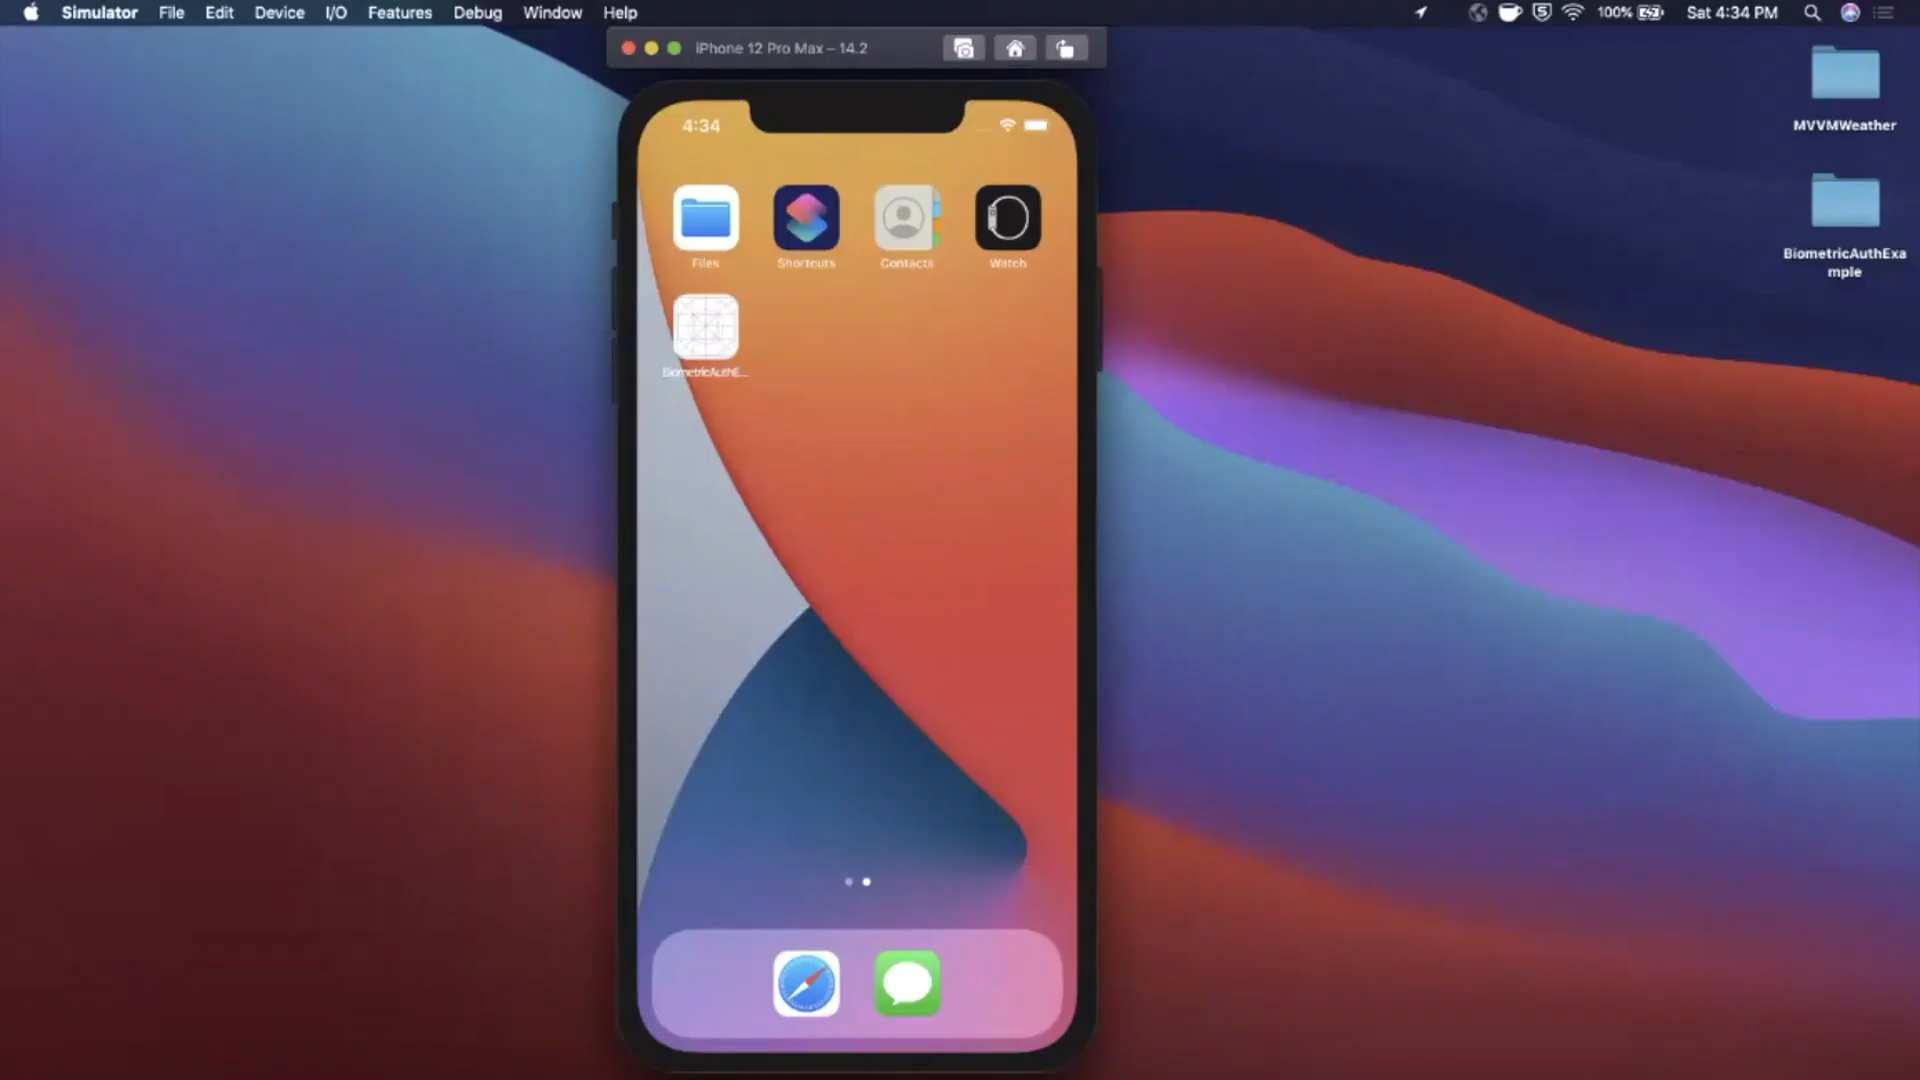 Simulator File Edit Device I/O Features Debug Window Help 100% Sat 4:34 PM
iPhone 12 Pro Max – 14.2
4:34
Files Shortcuts Contacts Watch
BiometricAuthE...
MVVMWeather
BiometricAuthExa
mple